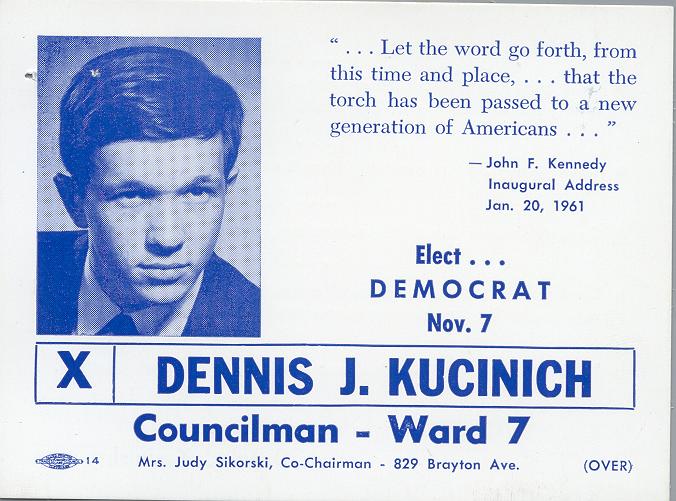 “ . . . Let the word go forth, from
this time and place, . . . that the
torch has been passed to a new
generation of Americans . . . ”
— John F. Kennedy
Inaugural Address
Jan. 20, 1961
Elect . . .
DEMOCRAT
Nov. 7
X DENNIS J. KUCINICH
Councilman - Ward 7
14 Mrs. Judy Sikorski, Co-Chairman - 829 Brayton Ave. (OVER)